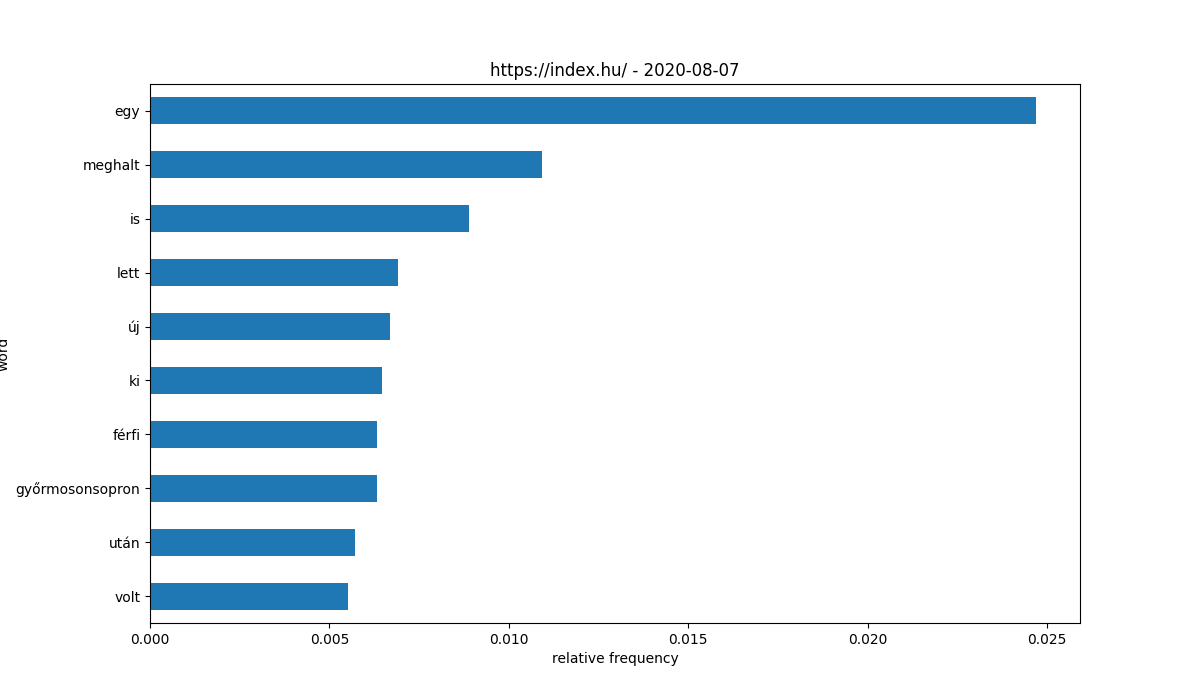 https://index.hu/ - 2020-08-07
egy
meghalt
is
lett
új
ki
férfi
győrmosonsopron
után
volt
word
0.000 0.005 0.010 0.015 0.020 0.025
relative frequency